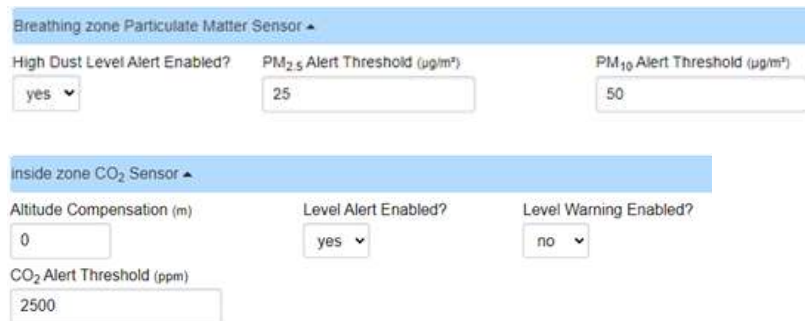 Breathing zone Particulate Matter Sensor ▴
High Dust Level Alert Enabled? PM₂.₅ Alert Threshold (µg/m³) PM₁₀ Alert Threshold (µg/m³)
yes 25 50
inside zone CO₂ Sensor ▴
Altitude Compensation (m) Level Alert Enabled? Level Warning Enabled?
0 yes no
CO₂ Alert Threshold (ppm)
2500